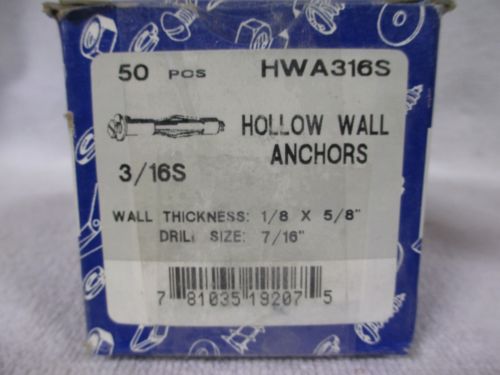 50 PCS HWA316S
HOLLOW WALL
ANCHORS
3/16S
WALL THICKNESS: 1/8 X 5/8"
DRILL SIZE: 7/16"
7 81035 19207 5